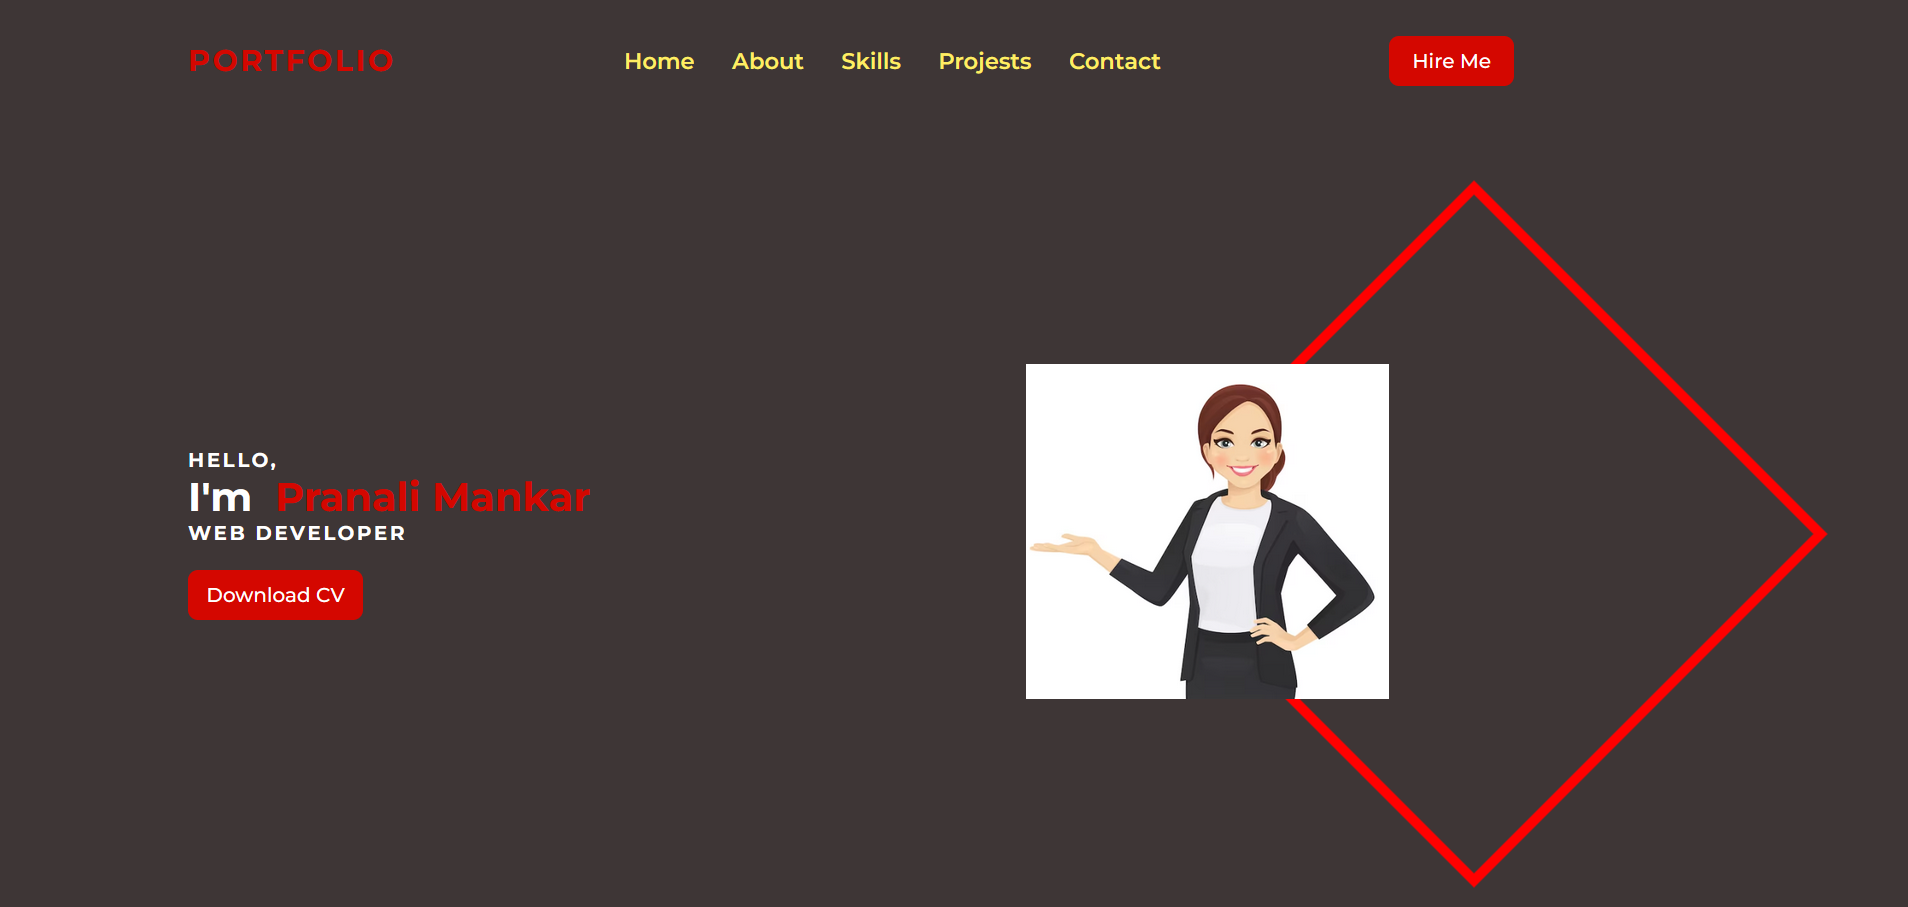 PORTFOLIO Home About Skills Projests Contact Hire Me
HELLO,
I'm Pranali Mankar
WEB DEVELOPER
Download CV